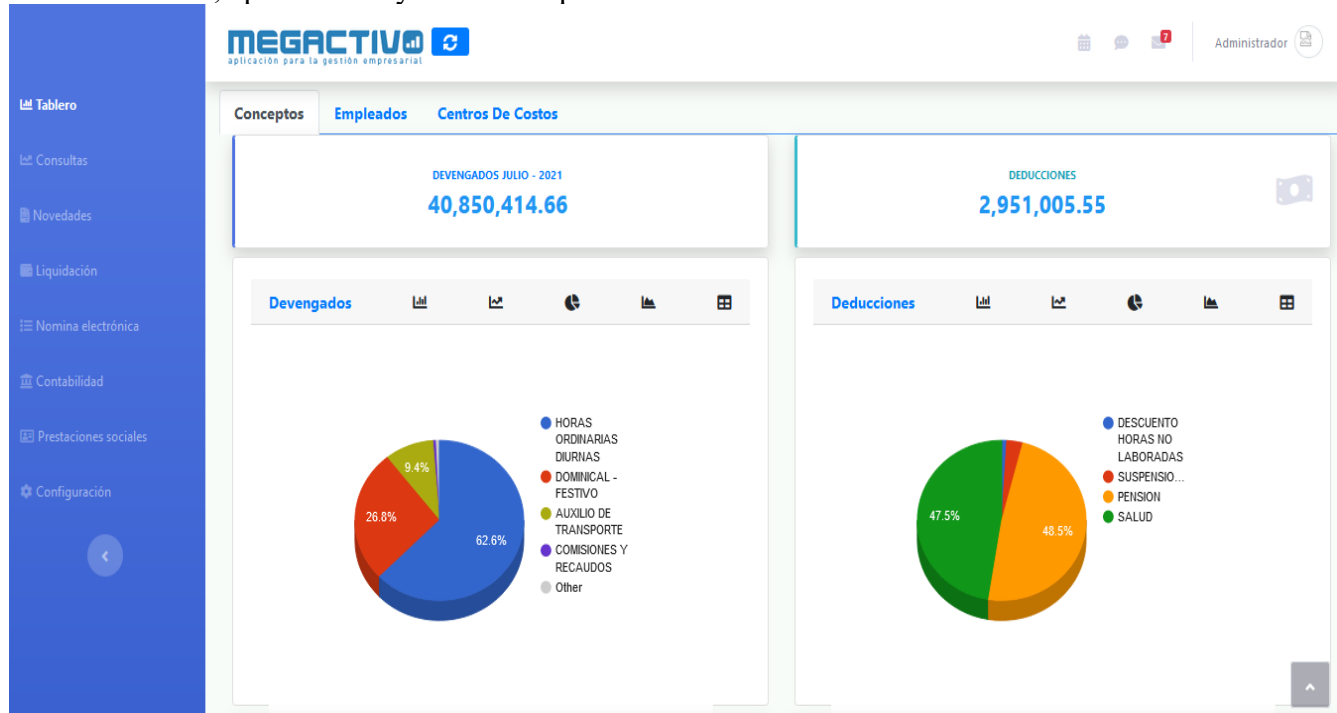 MEGACTIVO
aplicación para la gestión empresarial
7
Administrador
Tablero
Consultas
Novedades
Liquidación
Nomina electrónica
Contabilidad
Prestaciones sociales
Configuración
Conceptos Empleados Centros De Costos
DEVENGADOS JULIO - 2021
40,850,414.66
DEDUCCIONES
2,951,005.55
Devengados
9.4%
26.8%
62.6%
HORAS
ORDINARIAS
DIURNAS
DOMINICAL -
FESTIVO
AUXILIO DE
TRANSPORTE
COMISIONES Y
RECAUDOS
Other
Deducciones
47.5%
48.5%
DESCUENTO
HORAS NO
LABORADAS
SUSPENSIO...
PENSION
SALUD